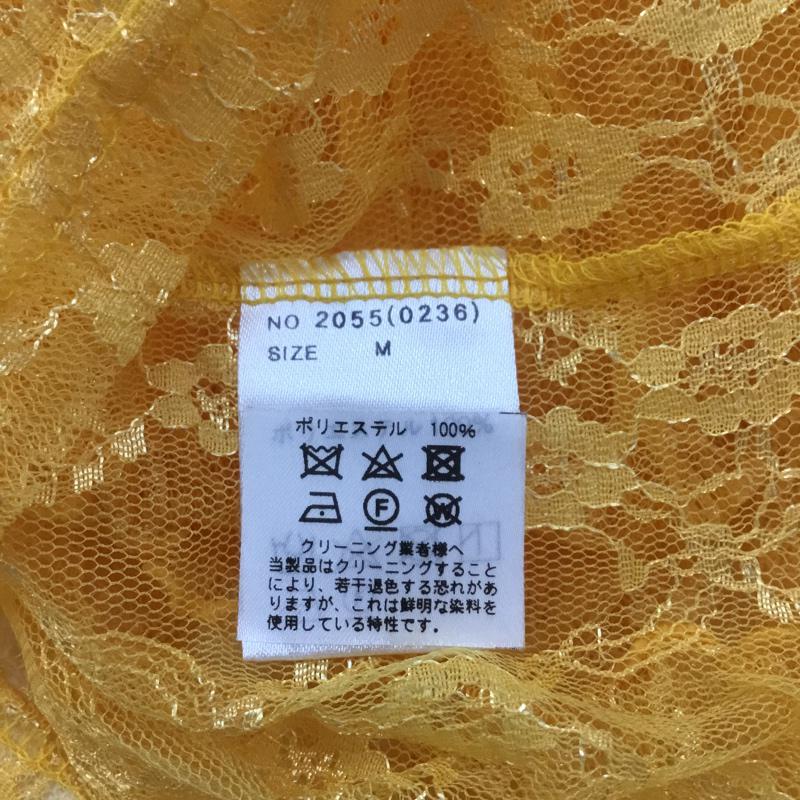 NO 2055(0236)
SIZE M
ポリエステル 100%
F
W
クリーニング業者様へ
当製品はクリーニングすること
により、若干退色する恐れがあ
りますが、これは鮮明な染料を
使用している特性です。